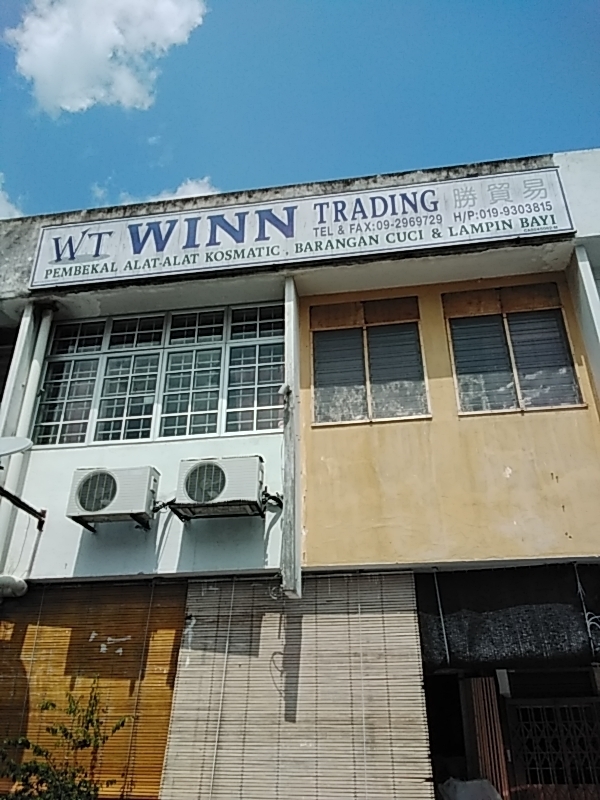 WT WINN TRADING 勝貿易
TEL & FAX:09-2969729 H/P:019-9303815
PEMBEKAL ALAT-ALAT KOSMATIC , BARANGAN CUCI & LAMPIN BAYI